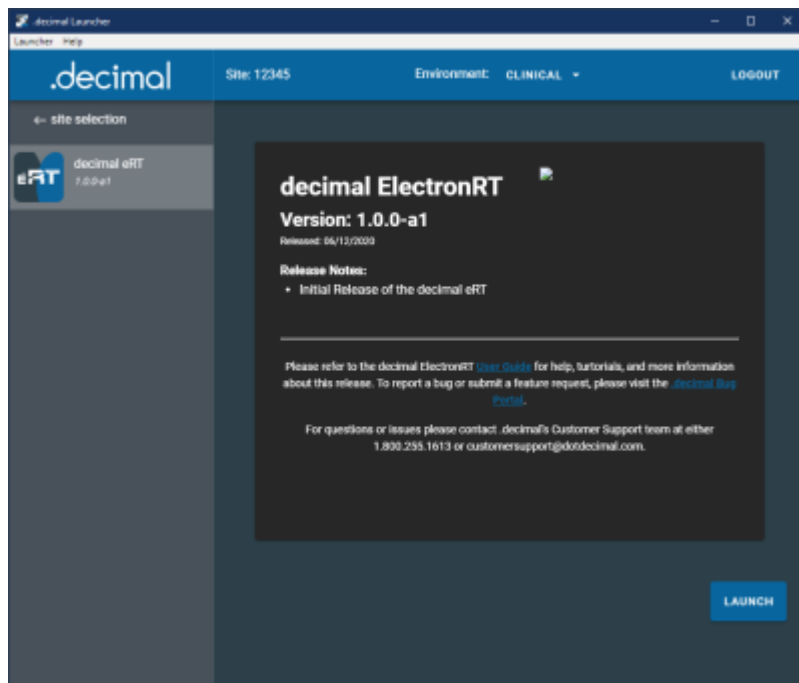 .decimal Launcher
Launcher Help
.decimal
Site: 12345
Environment: CLINICAL
LOGOUT
← site selection
eRT
decimal eRT
1.0.0-a1
decimal ElectronRT
Version: 1.0.0-a1
Released: 06/12/2020
Release Notes:
• Initial Release of the decimal eRT
Please refer to the decimal ElectronRT User Guide for help, turtorials, and more information
about this release. To report a bug or submit a feature request, please visit the .decimal Bug
Portal.
For questions or issues please contact .decimal's Customer Support team at either
1.800.255.1613 or customersupport@dotdecimal.com.
LAUNCH